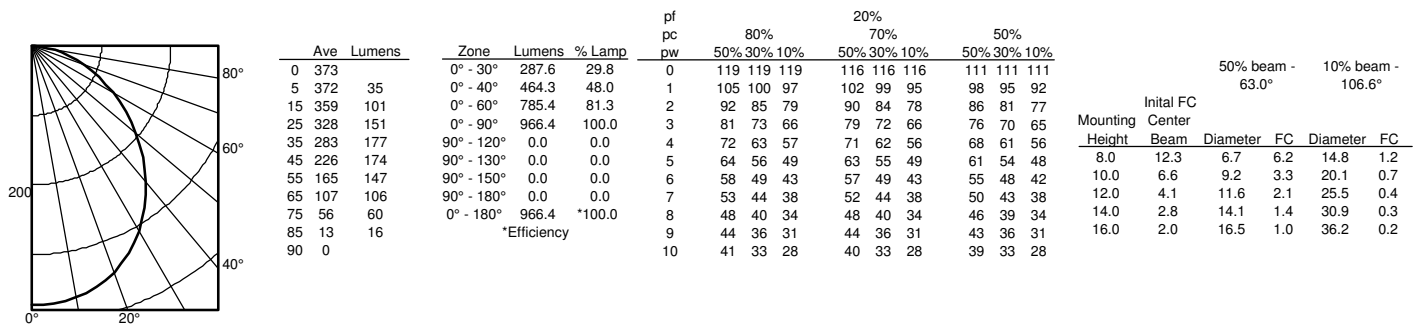 80°
60°
200
40°
0° 20°
Ave Lumens
0 373
5 372 35
15 359 101
25 328 151
35 283 177
45 226 174
55 165 147
65 107 106
75 56 60
85 13 16
90 0
Zone Lumens % Lamp
0° - 30° 287.6 29.8
0° - 40° 464.3 48.0
0° - 60° 785.4 81.3
0° - 90° 966.4 100.0
90° - 120° 0.0 0.0
90° - 130° 0.0 0.0
90° - 150° 0.0 0.0
90° - 180° 0.0 0.0
0° - 180° 966.4 *100.0
*Efficiency
pf 20%
pc 80% 70% 50%
pw 50% 30% 10% 50% 30% 10% 50% 30% 10%
0 119 119 119 116 116 116 111 111 111
1 105 100 97 102 99 95 98 95 92
2 92 85 79 90 84 78 86 81 77
3 81 73 66 79 72 66 76 70 65
4 72 63 57 71 62 56 68 61 56
5 64 56 49 63 55 49 61 54 48
6 58 49 43 57 49 43 55 48 42
7 53 44 38 52 44 38 50 43 38
8 48 40 34 48 40 34 46 39 34
9 44 36 31 44 36 31 43 36 31
10 41 33 28 40 33 28 39 33 28
50% beam - 10% beam -
63.0° 106.6°
Inital FC
Mounting Center
Height Beam Diameter FC Diameter FC
8.0 12.3 6.7 6.2 14.8 1.2
10.0 6.6 9.2 3.3 20.1 0.7
12.0 4.1 11.6 2.1 25.5 0.4
14.0 2.8 14.1 1.4 30.9 0.3
16.0 2.0 16.5 1.0 36.2 0.2